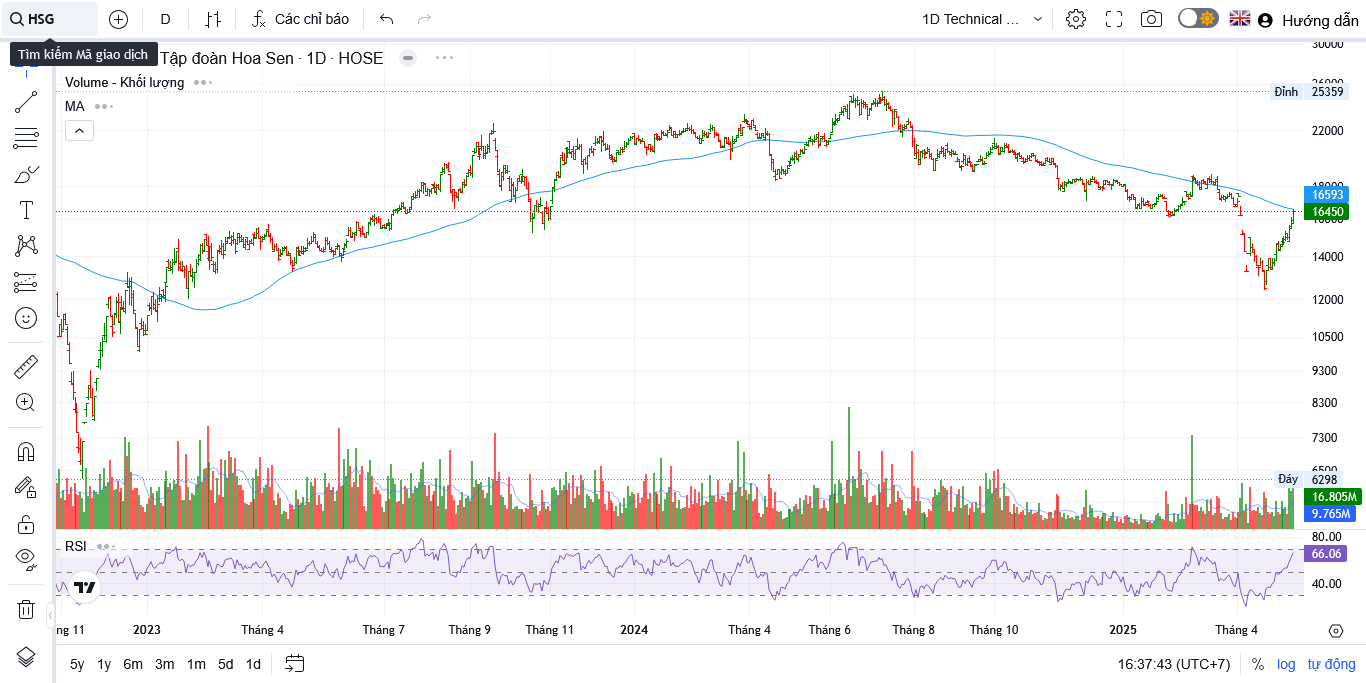 HSG
D
Các chỉ báo
1D Technical ...
Hướng dẫn
Tìm kiếm Mã giao dịch
Tập đoàn Hoa Sen · 1D · HOSE
Volume - Khối lượng
MA
30000
26000
Đỉnh 25359
22000
18000
16593
16450
16000
14000
12000
10500
9300
8300
7300
6500
Đáy 6298
16.805M
9.765M
RSI
80.00
66.06
40.00
ng 11 2023 Tháng 4 Tháng 7 Tháng 9 Tháng 11 2024 Tháng 4 Tháng 6 Tháng 8 Tháng 10 2025 Tháng 4
5y 1y 6m 3m 1m 5d 1d
16:37:43 (UTC+7) % log tự động